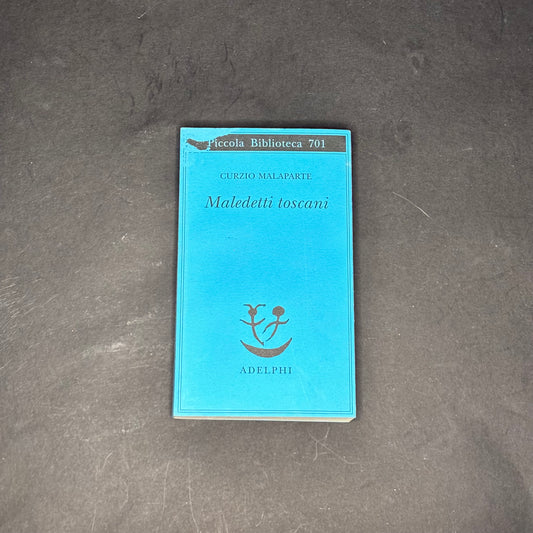 Piccola Biblioteca 701
CURZIO MALAPARTE
Maledetti toscani
ADELPHI